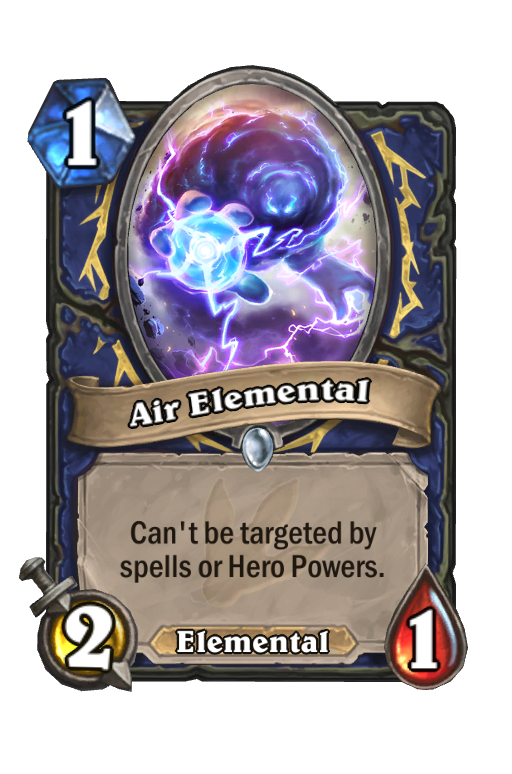 1
Air Elemental
Can't be targeted by
spells or Hero Powers.
2
Elemental
1